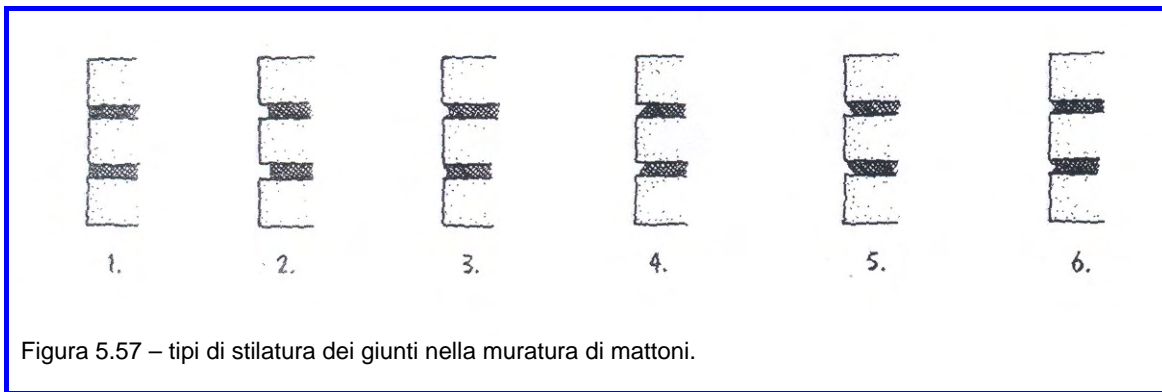 1. 2. 3. 4. 5. 6.
Figura 5.57 – tipi di stilatura dei giunti nella muratura di mattoni.